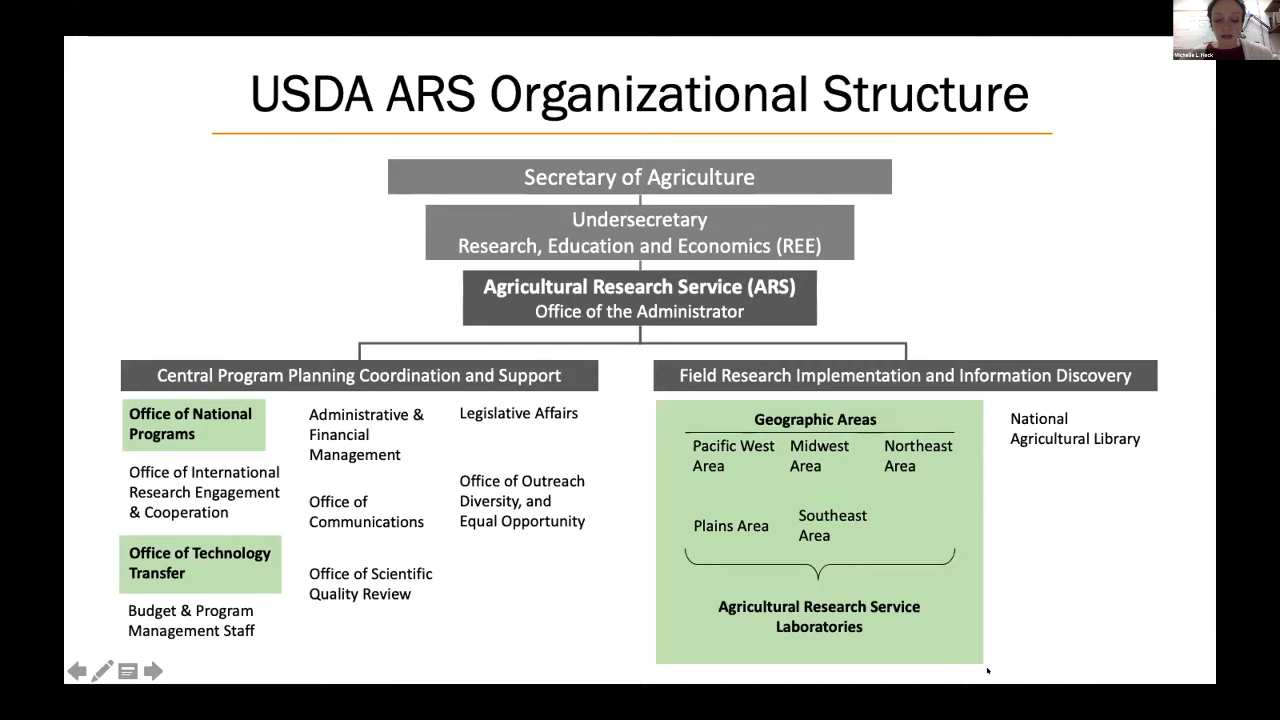 USDA ARS Organizational Structure
Secretary of Agriculture
Undersecretary
Research, Education and Economics (REE)
Agricultural Research Service (ARS)
Office of the Administrator
Central Program Planning Coordination and Support
Office of National
Programs
Office of International
Research Engagement
& Cooperation
Office of Technology
Transfer
Budget & Program
Management Staff
Administrative &
Financial
Management
Office of
Communications
Office of Scientific
Quality Review
Legislative Affairs
Office of Outreach
Diversity, and
Equal Opportunity
Field Research Implementation and Information Discovery
Geographic Areas
Pacific West
Area
Midwest
Area
Northeast
Area
Plains Area
Southeast
Area
Agricultural Research Service
Laboratories
National
Agricultural Library
Michelle L. Heck